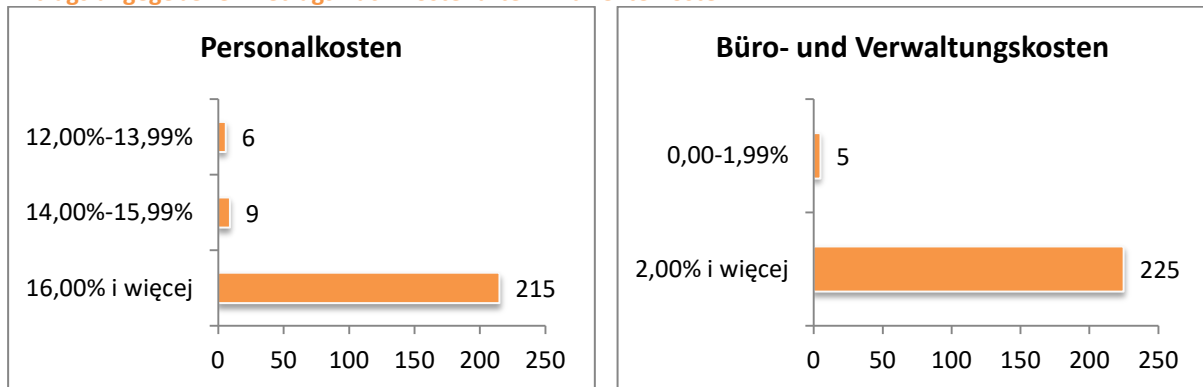 Personalkosten
12,00%-13,99%
6
14,00%-15,99%
9
16,00% i więcej
215
0 50 100 150 200 250
Büro- und Verwaltungskosten
0,00-1,99%
5
2,00% i więcej
225
0 50 100 150 200 250